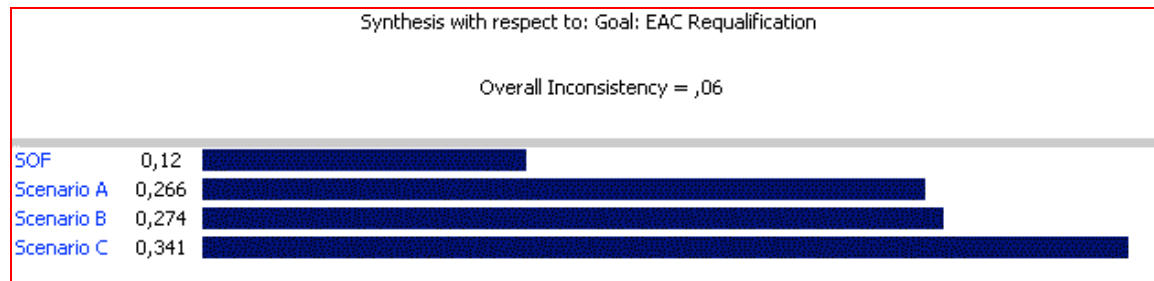 Synthesis with respect to: Goal: EAC Requalification
Overall Inconsistency = ,06
SOF 0,12
Scenario A 0,266
Scenario B 0,274
Scenario C 0,341